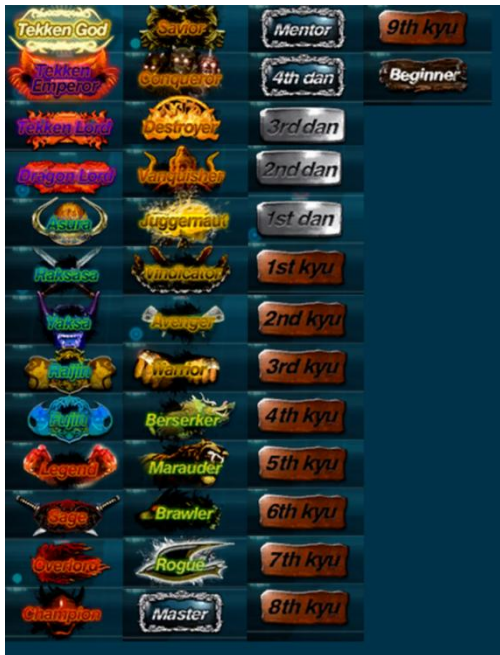 Tekken God
Tekken
Emperor
Tekken Lord
Dragon Lord
Asura
Raksasa
Yaksa
Raijin
Fujin
Legend
Sage
Overlord
Champion
Savior
Conqueror
Destroyer
Vanquisher
Juggernaut
Vindicator
Avenger
Warrior
Berserker
Marauder
Brawler
Rogue
Master
Mentor
4th dan
3rd dan
2nd dan
1st dan
1st kyu
2nd kyu
3rd kyu
4th kyu
5th kyu
6th kyu
7th kyu
8th kyu
9th kyu
Beginner